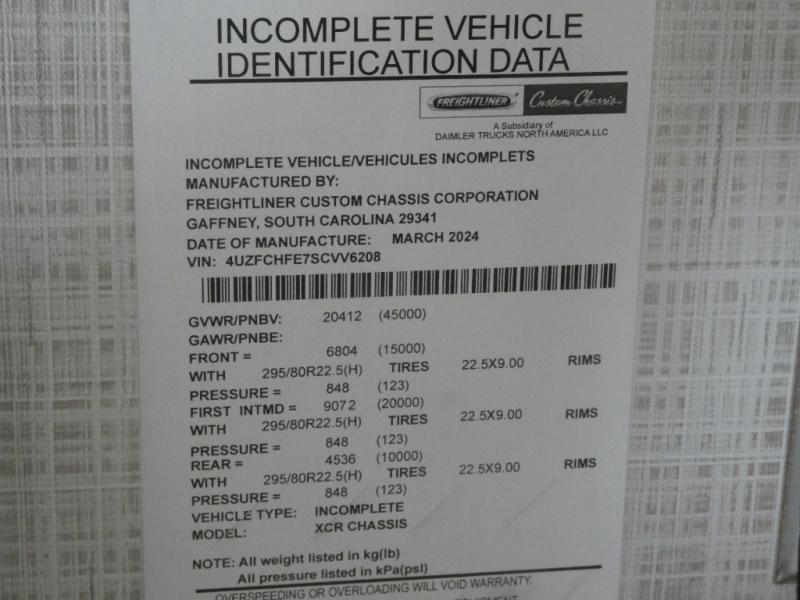 INCOMPLETE VEHICLE
IDENTIFICATION DATA
FREIGHTLINER Custom Chassis
A Subsidiary of
DAIMLER TRUCKS NORTH AMERICA LLC
INCOMPLETE VEHICLE/VEHICULES INCOMPLETS
MANUFACTURED BY:
FREIGHTLINER CUSTOM CHASSIS CORPORATION
GAFFNEY, SOUTH CAROLINA 29341
DATE OF MANUFACTURE: MARCH 2024
VIN: 4UZFCHFE7SCVV6208
GVWR/PNBV: 20412 (45000)
GAWR/PNBE:
FRONT = 6804 (15000)
WITH 295/80R22.5(H) TIRES 22.5X9.00 RIMS
PRESSURE = 848 (123)
FIRST INTMD = 9072 (20000)
WITH 295/80R22.5(H) TIRES 22.5X9.00 RIMS
PRESSURE = 848 (123)
REAR = 4536 (10000)
WITH 295/80R22.5(H) TIRES 22.5X9.00 RIMS
PRESSURE = 848 (123)
VEHICLE TYPE: INCOMPLETE
MODEL: XCR CHASSIS
NOTE: All weight listed in kg(lb)
All pressure listed in kPa(psi)
OVERSPEEDING OR OVERLOADING WILL VOID WARRANTY.